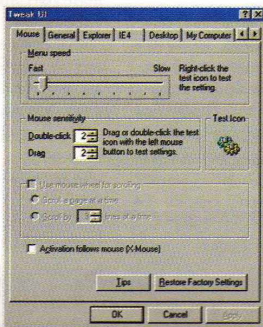 Tweak UI
Mouse General Explorer IE4 Desktop My Computer
Menu speed
Fast Slow
Right-click the
test icon to test
the setting.
Mouse sensitivity
Double-click 2
Drag 2
Drag or double-click the test
icon with the left mouse
button to test settings.
Test Icon
Use mouse wheel for scrolling
Scroll a page at a time
Scroll by 3 lines at a time
Activation follows mouse (X-Mouse)
Tips Restore Factory Settings
OK Cancel Apply